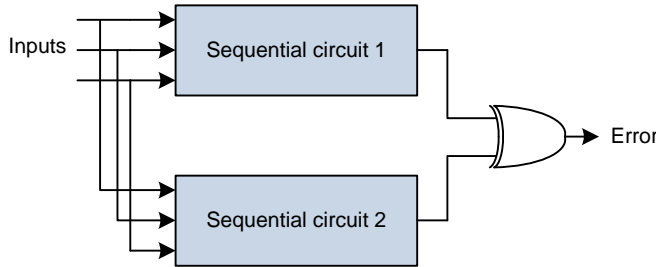 Sequential circuit 1
Inputs
Error
Sequential circuit 2